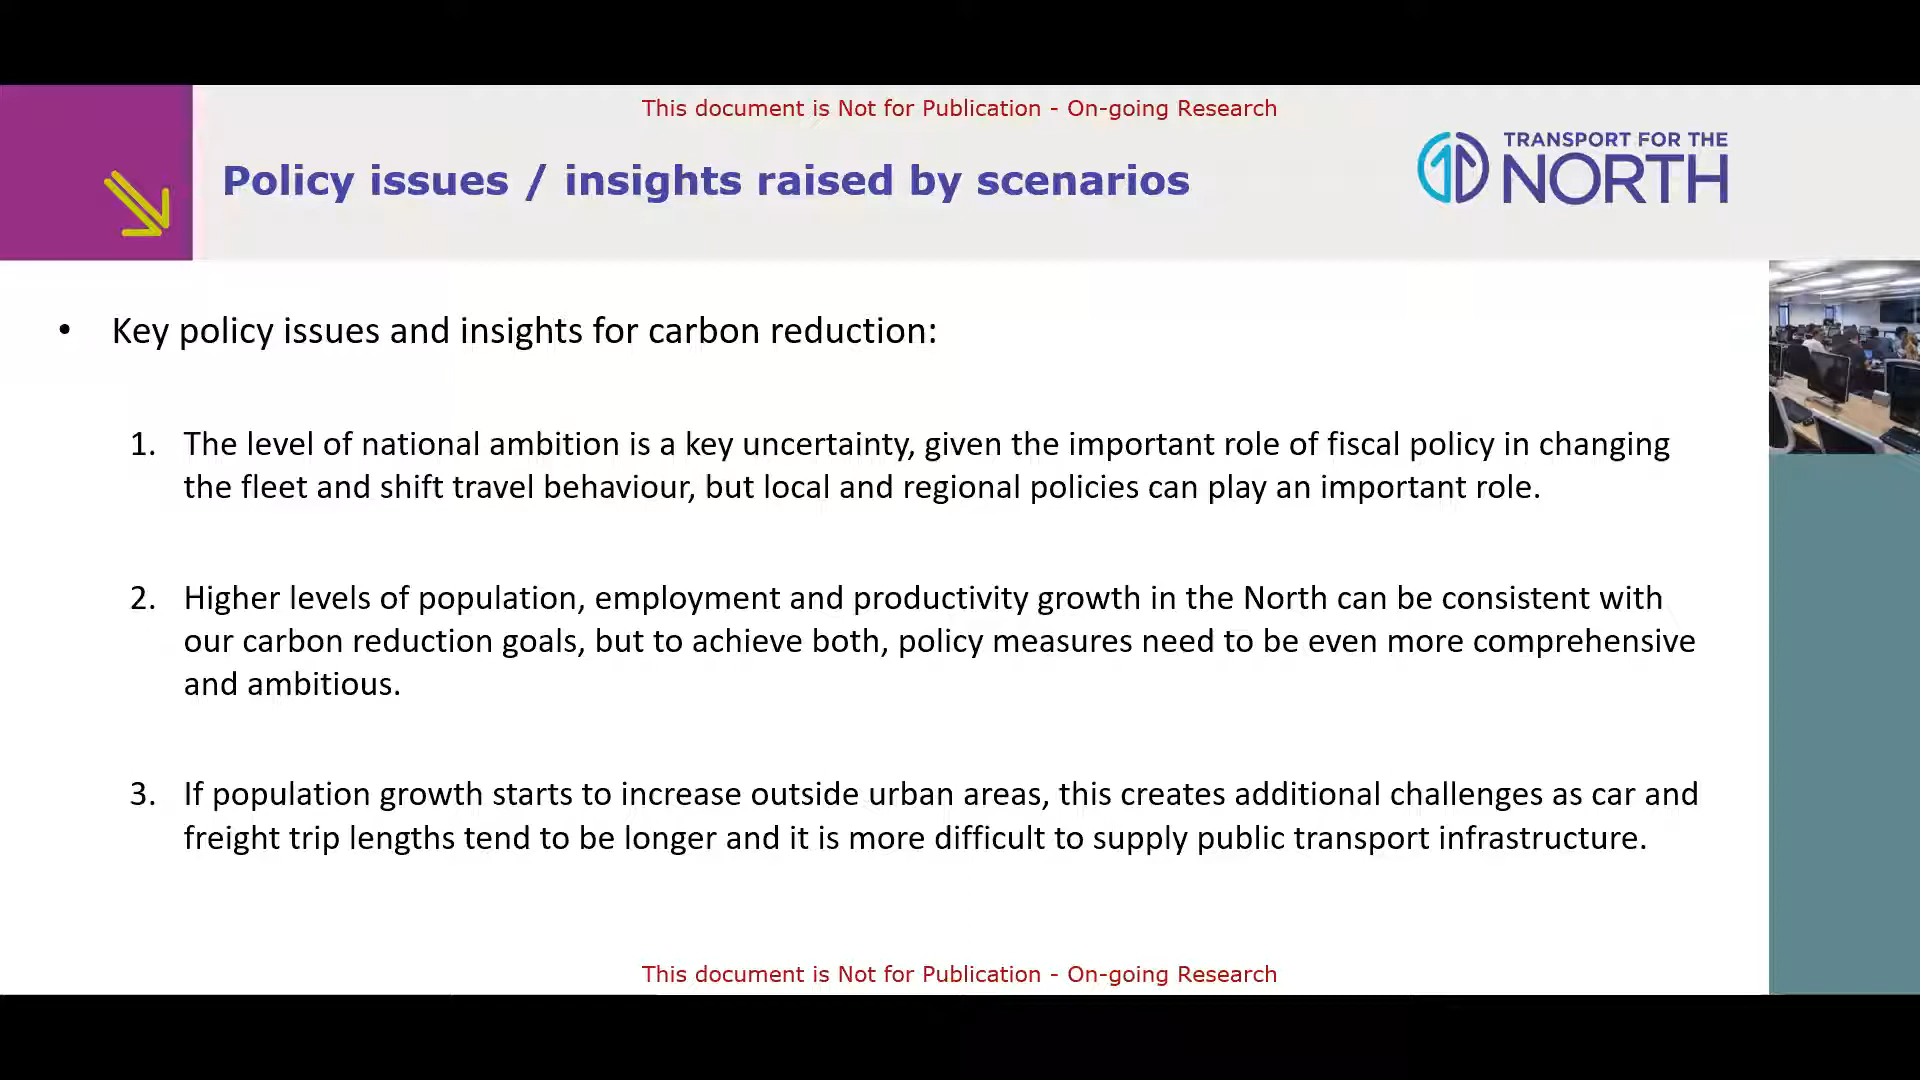 This document is Not for Publication - On-going Research
Policy issues / insights raised by scenarios
TRANSPORT FOR THE
NORTH
• Key policy issues and insights for carbon reduction:
1. The level of national ambition is a key uncertainty, given the important role of fiscal policy in changing
the fleet and shift travel behaviour, but local and regional policies can play an important role.
2. Higher levels of population, employment and productivity growth in the North can be consistent with
our carbon reduction goals, but to achieve both, policy measures need to be even more comprehensive
and ambitious.
3. If population growth starts to increase outside urban areas, this creates additional challenges as car and
freight trip lengths tend to be longer and it is more difficult to supply public transport infrastructure.
This document is Not for Publication - On-going Research